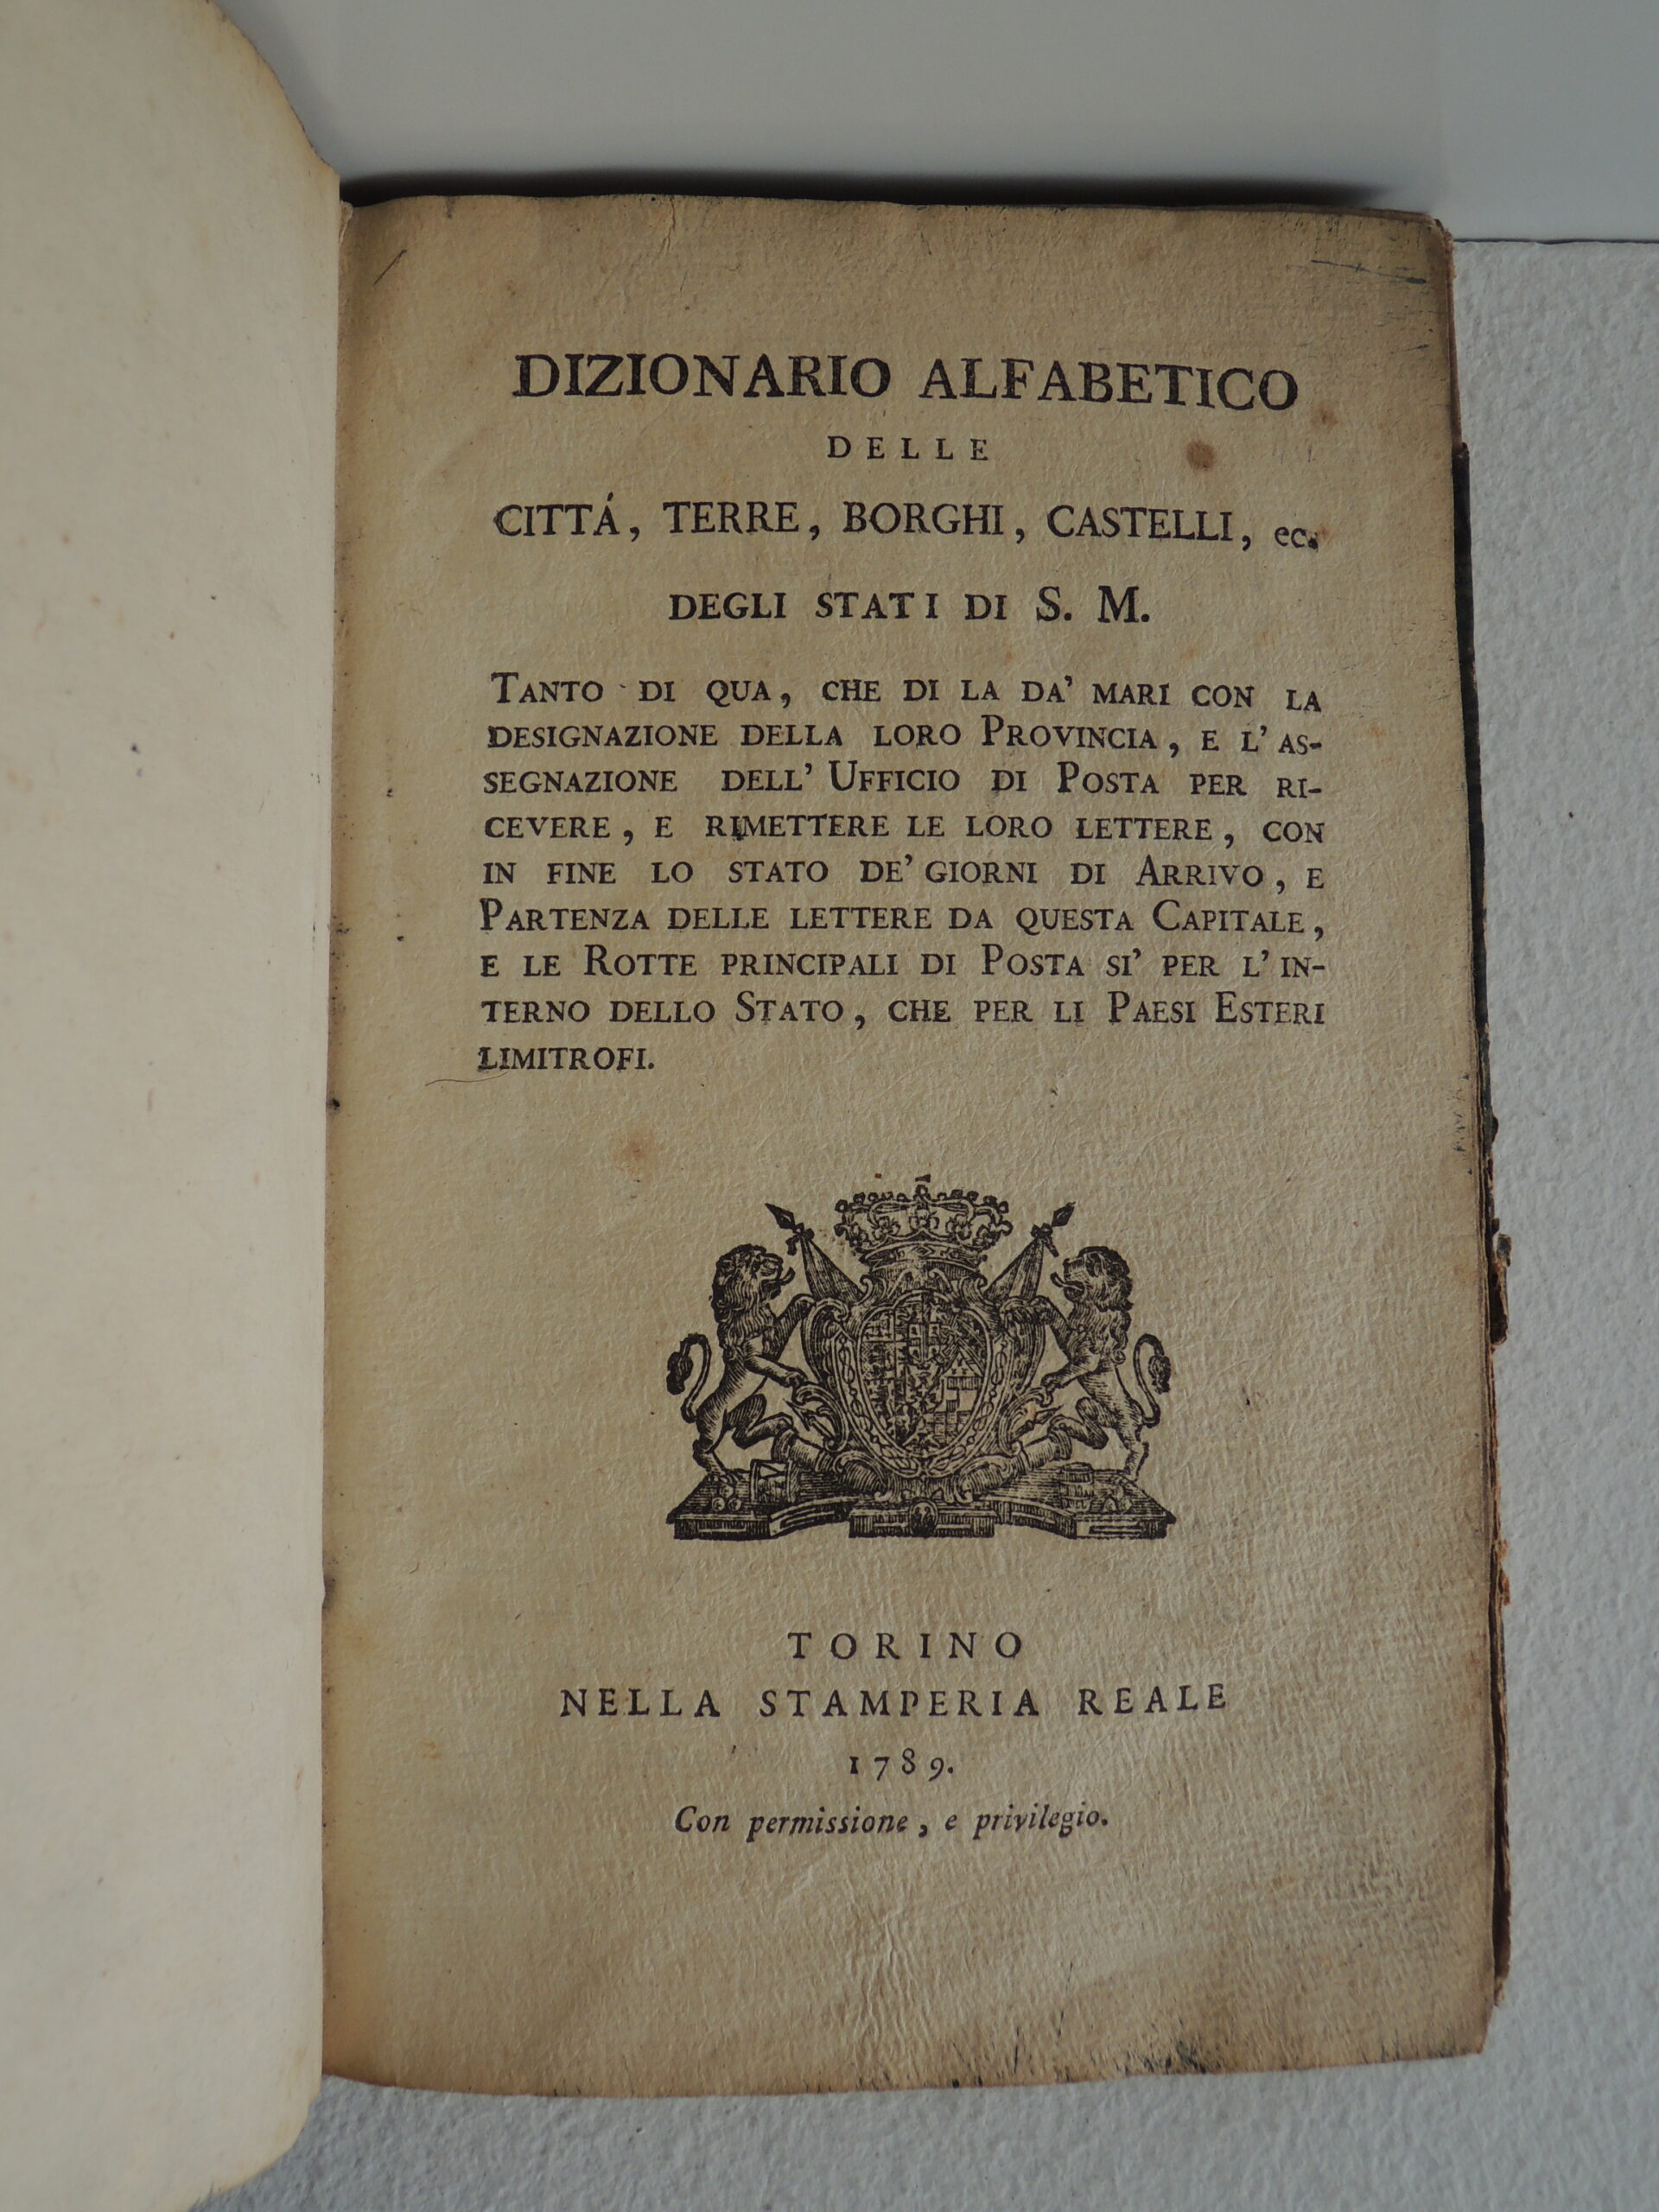 DIZIONARIO ALFABETICO
DELLE
CITTÁ, TERRE, BORGHI, CASTELLI, ec.
DEGLI STATI DI S. M.
TANTO DI QUA, CHE DI LA DA' MARI CON LA
DESIGNAZIONE DELLA LORO PROVINCIA, E L'AS-
SEGNAZIONE DELL' UFFICIO DI POSTA PER RI-
CEVERE, E RIMETTERE LE LORO LETTERE, CON
IN FINE LO STATO DE' GIORNI DI ARRIVO, E
PARTENZA DELLE LETTERE DA QUESTA CAPITALE,
E LE ROTTE PRINCIPALI DI POSTA SI' PER L'IN-
TERNO DELLO STATO, CHE PER LI PAESI ESTERI
LIMITROFI.
TORINO
NELLA STAMPERIA REALE
1789.
Con permissione, e privilegio.